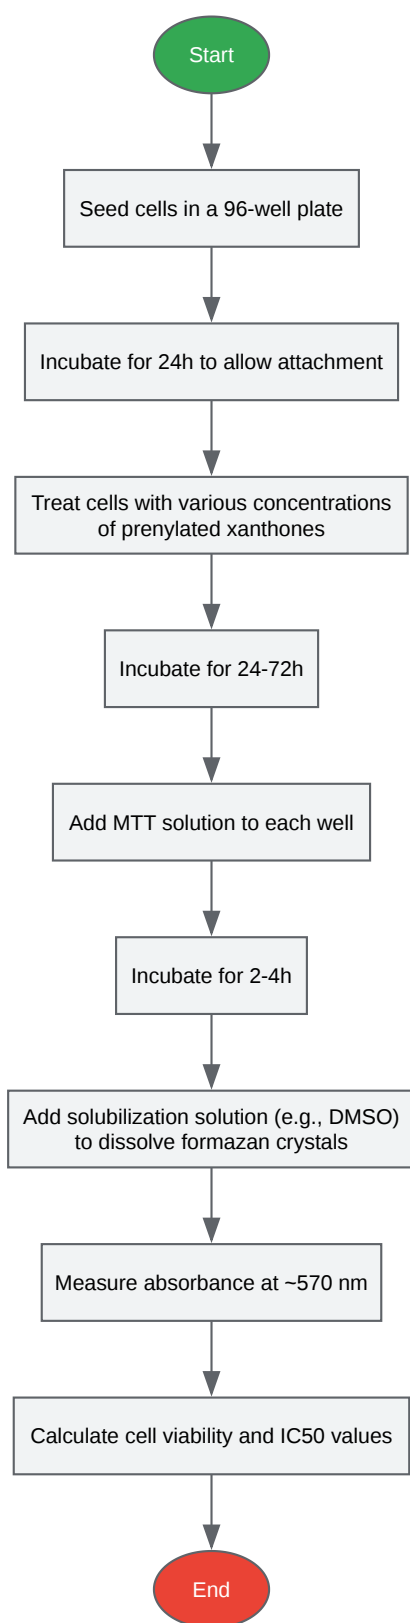 Start
Seed cells in a 96-well plate
Incubate for 24h to allow attachment
Treat cells with various concentrations
of prenylated xanthones
Incubate for 24-72h
Add MTT solution to each well
Incubate for 2-4h
Add solubilization solution (e.g., DMSO)
to dissolve formazan crystals
Measure absorbance at ~570 nm
Calculate cell viability and IC50 values
End